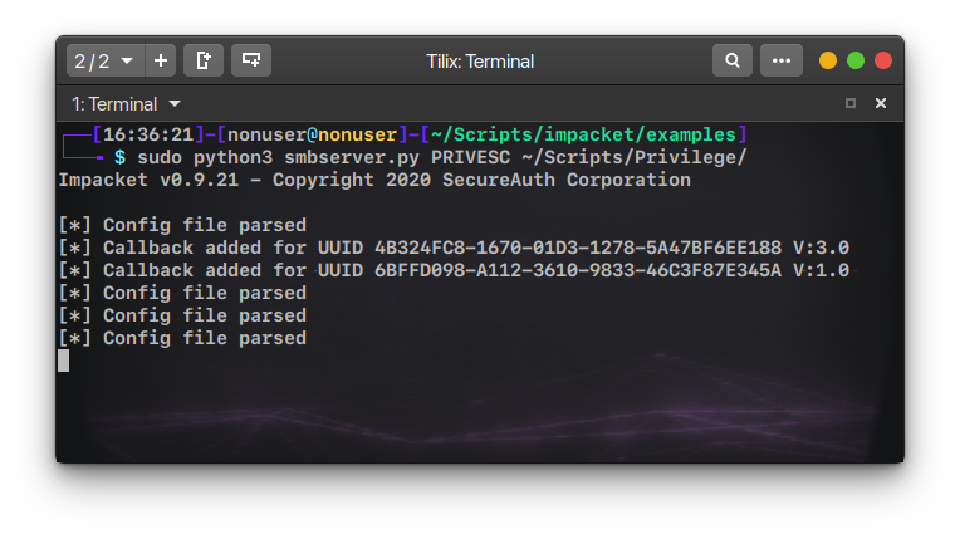 2/2
Tilix: Terminal
1: Terminal
[16:36:21]-[nonuser@nonuser]-[~/Scripts/impacket/examples]
$ sudo python3 smbserver.py PRIVESC ~/Scripts/Privilege/
Impacket v0.9.21 - Copyright 2020 SecureAuth Corporation
[*] Config file parsed
[*] Callback added for UUID 4B324FC8-1670-01D3-1278-5A47BF6EE188 V:3.0
[*] Callback added for UUID 6BFFD098-A112-3610-9833-46C3F87E345A V:1.0
[*] Config file parsed
[*] Config file parsed
[*] Config file parsed